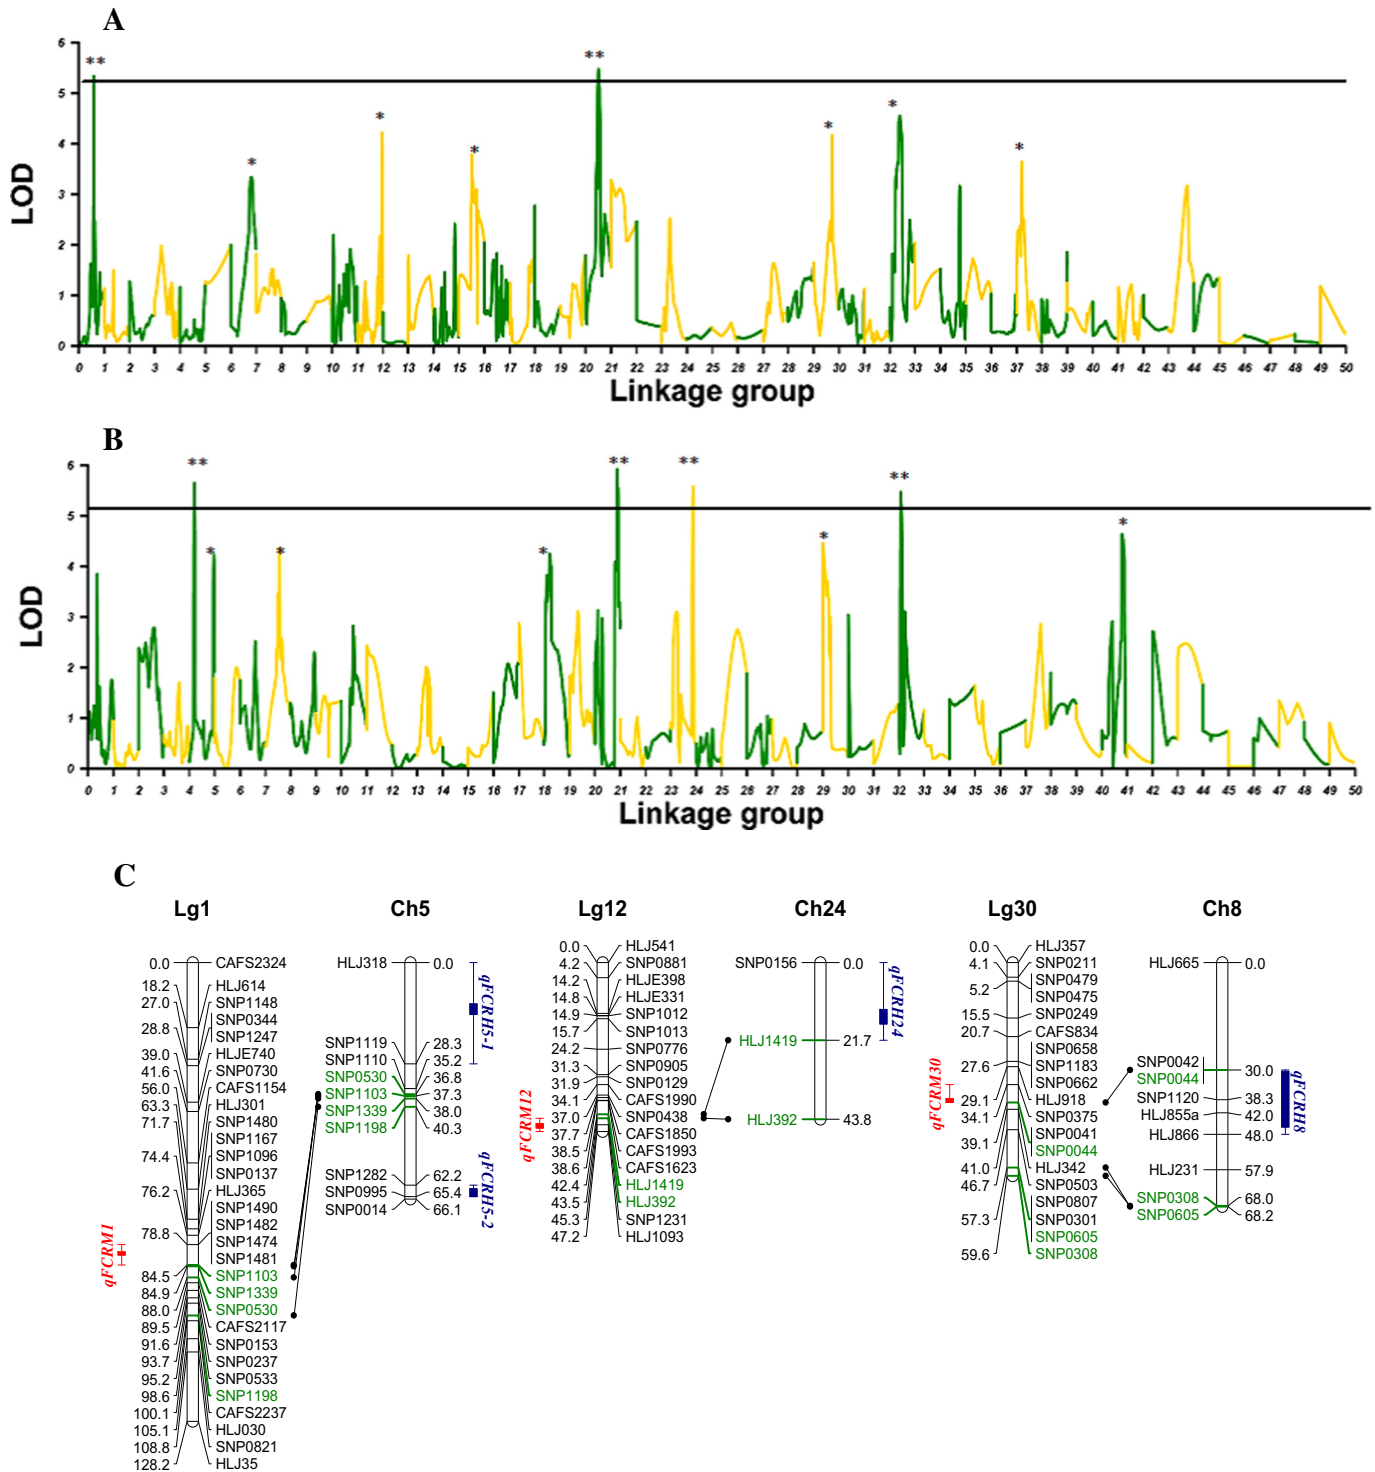 A
6
5
4
3
2
1
0
LOD
** * * * ** * * *
0 1 2 3 4 5 6 7 8 9 10 11 12 13 14 15 16 17 18 19 20 21 22 23 24 25 26 27 28 29 30 31 32 33 34 35 36 37 38 39 40 41 42 43 44 45 46 47 48 49 50
Linkage group
B
6
5
4
3
2
1
0
LOD
** * * * ** ** * ** *
0 1 2 3 4 5 6 7 8 9 10 11 12 13 14 15 16 17 18 19 20 21 22 23 24 25 26 27 28 29 30 31 32 33 34 35 36 37 38 39 40 41 42 43 44 45 46 47 48 49 50
Linkage group
C
Lg1
0.0 CAFS2324
18.2 HLJ614
27.0 SNP1148
SNP0344
28.8 SNP1247
39.0 HLJE740
41.6 SNP0730
56.0 CAFS1154
63.3 HLJ301
71.7 SNP1480
SNP1167
74.4 SNP1096
SNP0137
76.2 HLJ365
SNP1490
SNP1482
78.8 SNP1474
SNP1481
84.5 SNP1103
84.9 SNP1339
88.0 SNP0530
89.5 CAFS2117
91.6 SNP0153
93.7 SNP0237
95.2 SNP0533
98.6 SNP1198
100.1 CAFS2237
105.1 HLJ030
108.8 SNP0821
128.2 HLJ35
qFCRM1
Ch5
HLJ318 0.0
SNP1119 28.3
SNP1110 35.2
SNP0530 36.8
SNP1103 37.3
SNP1339 38.0
SNP1198 40.3
SNP1282 62.2
SNP0995 65.4
SNP0014 66.1
qFCRH5-1
qFCRH5-2
Lg12
0.0 HLJ541
4.2 SNP0881
14.2 HLJE398
14.8 HLJE331
14.9 SNP1012
15.7 SNP1013
24.2 SNP0776
31.3 SNP0905
31.9 SNP0129
34.1 CAFS1990
37.0 SNP0438
37.7 CAFS1850
38.5 CAFS1993
38.6 CAFS1623
42.4 HLJ1419
43.5 HLJ392
45.3 SNP1231
47.2 HLJ1093
qFCRM12
Ch24
SNP0156 0.0
HLJ1419 21.7
HLJ392 43.8
qFCRH24
Lg30
0.0 HLJ357
4.1 SNP0211
SNP0479
5.2 SNP0475
15.5 SNP0249
20.7 CAFS834
SNP0658
27.6 SNP1183
SNP0662
29.1 HLJ918
34.1 SNP0375
SNP0041
39.1 SNP0044
41.0 HLJ342
46.7 SNP0503
SNP0807
57.3 SNP0301
SNP0605
59.6 SNP0308
qFCRM30
Ch8
HLJ665 0.0
SNP0042
SNP0044 30.0
SNP1120 38.3
HLJ855a 42.0
HLJ866 48.0
HLJ231 57.9
SNP0308 68.0
SNP0605 68.2
qFCRH8